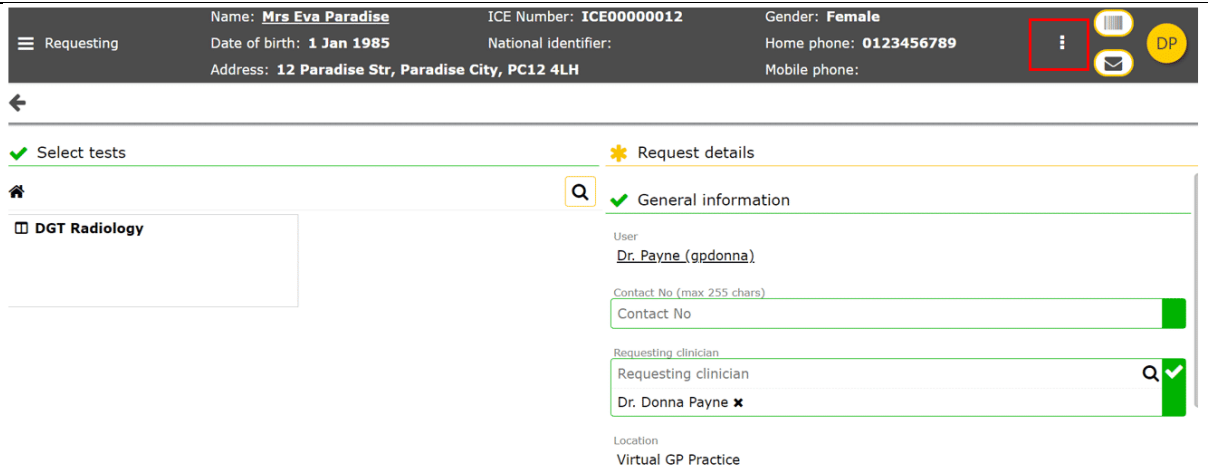 Requesting
Name: Mrs Eva Paradise
Date of birth: 1 Jan 1985
Address: 12 Paradise Str, Paradise City, PC12 4LH
ICE Number: ICE00000012
National identifier:
Gender: Female
Home phone: 0123456789
Mobile phone:
DP
Select tests
DGT Radiology
Request details
General information
User
Dr. Payne (gpdonna)
Contact No (max 255 chars)
Contact No
Requesting clinician
Requesting clinician
Dr. Donna Payne
Location
Virtual GP Practice